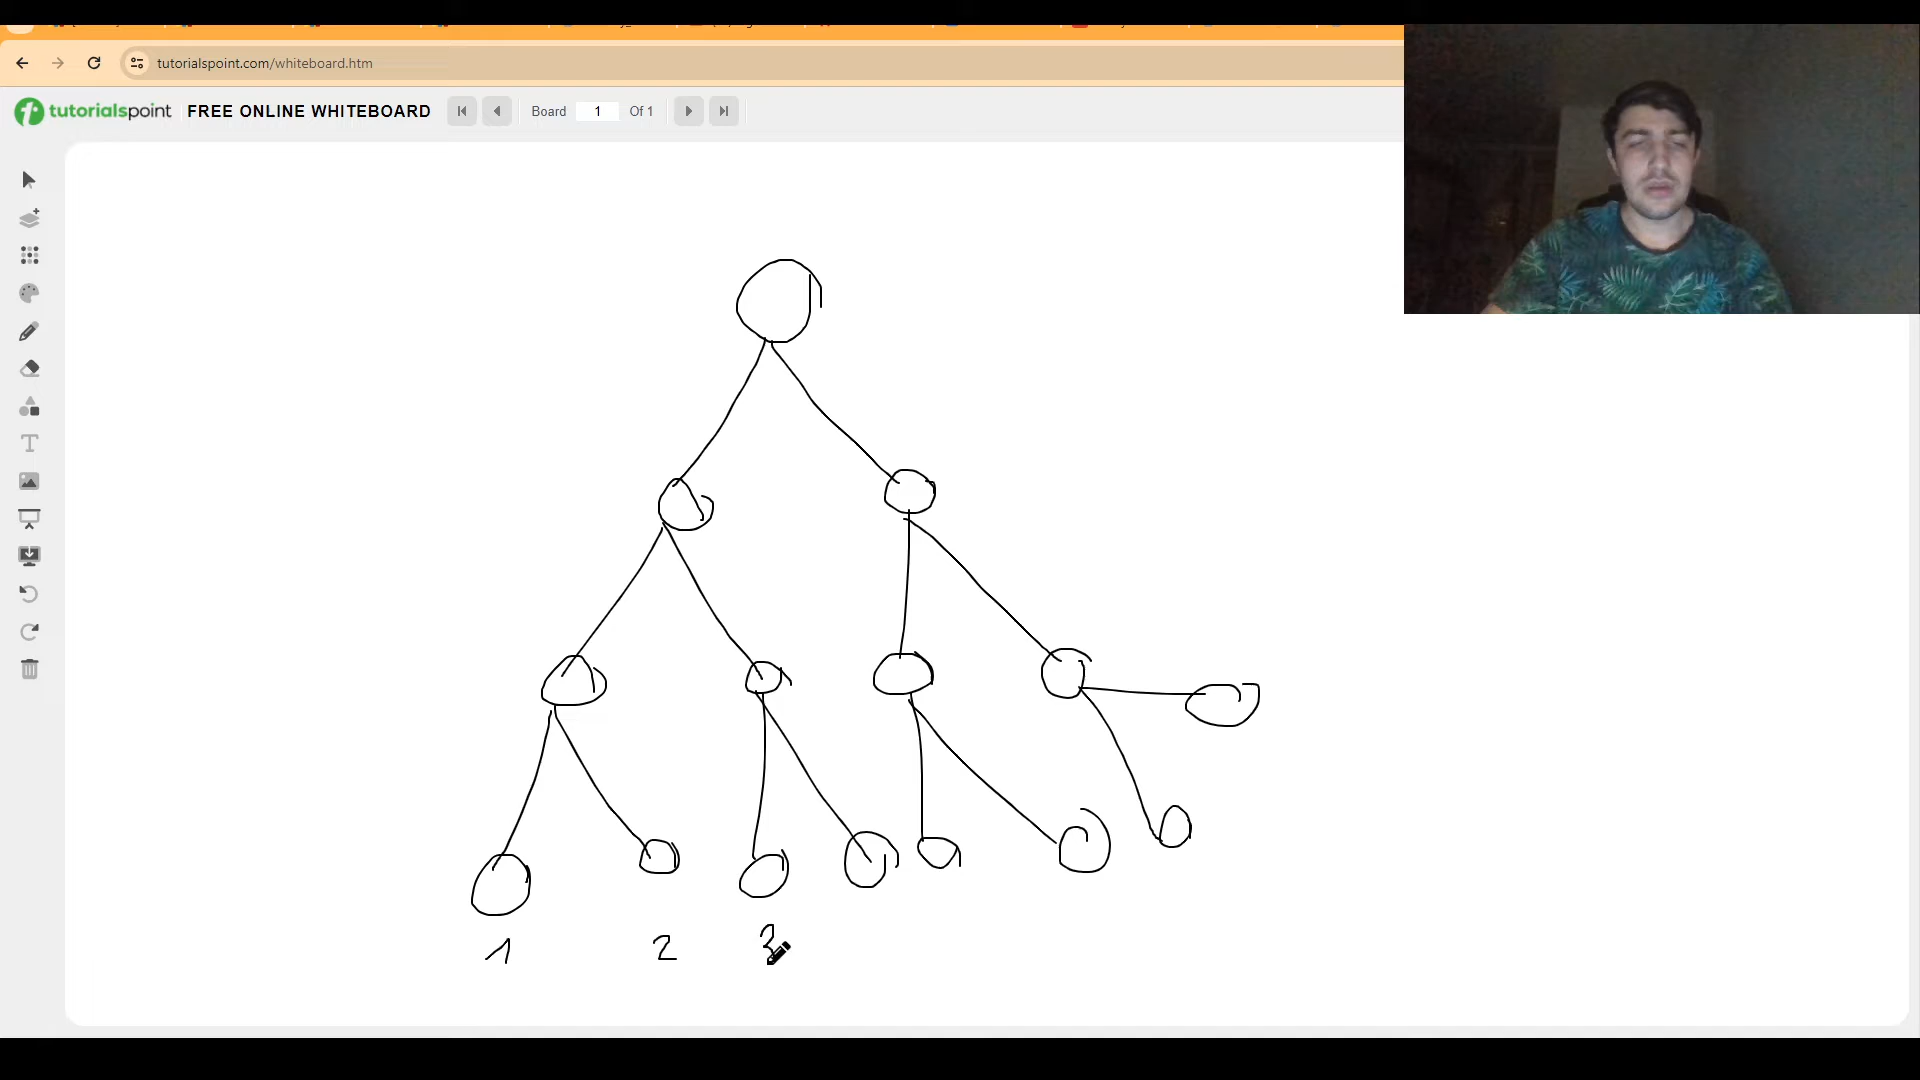 tutorialspoint.com/whiteboard.htm
tutorialspoint FREE ONLINE WHITEBOARD Board 1 Of 1
T
1 2 3